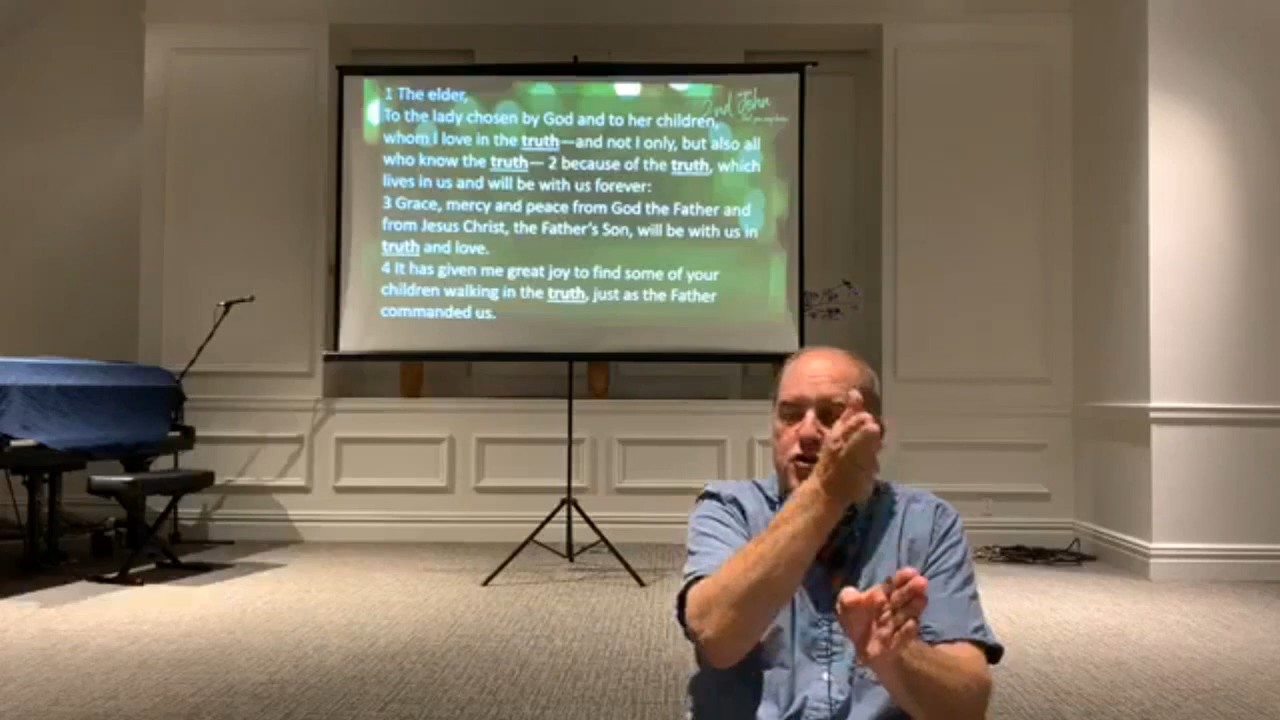 1 The elder,
To the lady chosen by God and to her children,
whom I love in the truth—and not I only, but also all
who know the truth— 2 because of the truth, which
lives in us and will be with us forever:
3 Grace, mercy and peace from God the Father and
from Jesus Christ, the Father's Son, will be with us in
truth and love.
4 It has given me great joy to find some of your
children walking in the truth, just as the Father
commanded us.
2nd John